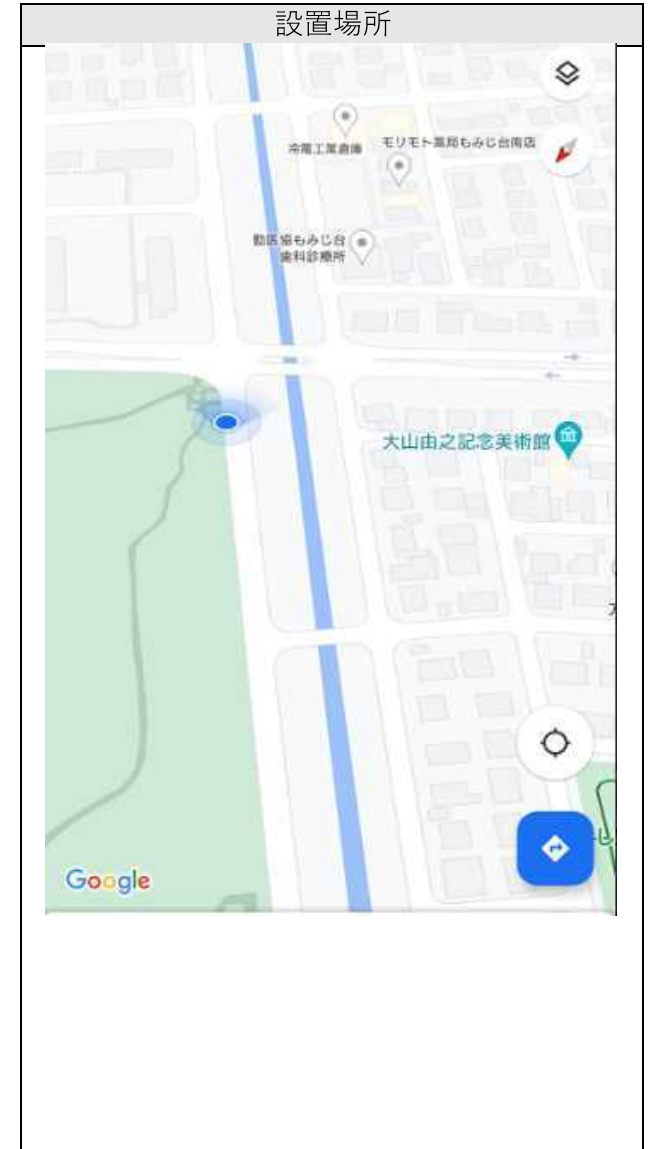 設置場所
冷電工業倉庫
モリモト薬局もみじ台南店
勤医協もみじ台
歯科診療所
大山由之記念美術館
Google